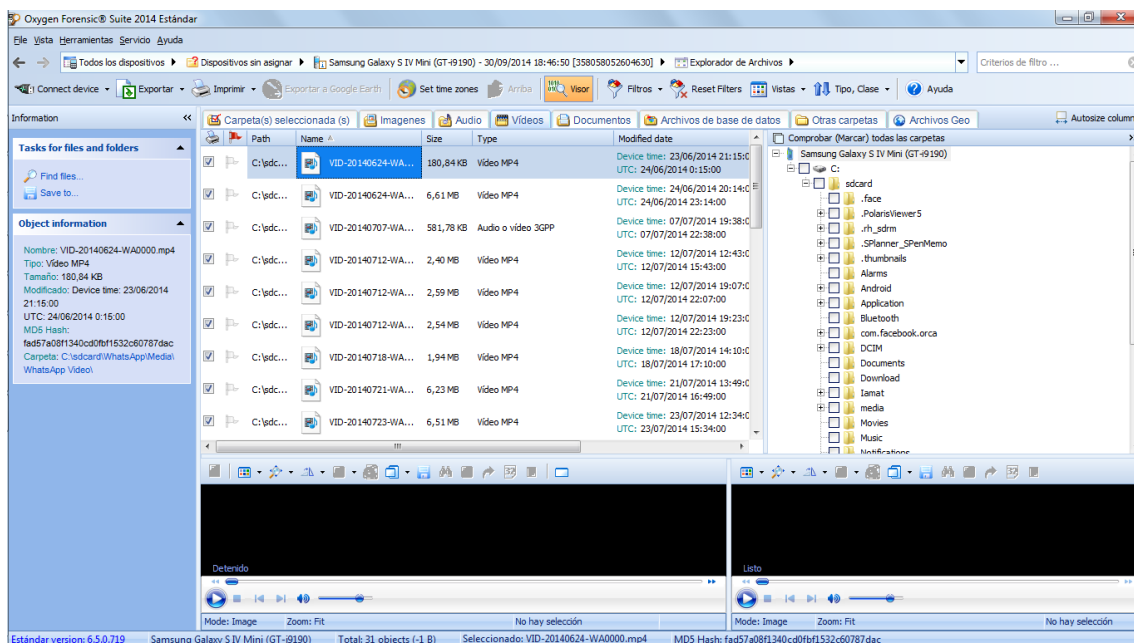 Oxygen Forensic® Suite 2014 Estándar
File Vista Herramientas Servicio Ayuda
Todos los dispositivos Dispositivos sin asignar Samsung Galaxy S IV Mini (GT-i9190) - 30/09/2014 18:46:50 [358058052604630] Explorador de Archivos Criterios de filtro ...
Connect device Exportar Imprimir Exportar a Google Earth Set time zones Arriba Visor Filtros Reset Filters Vistas Tipo, Clase Ayuda
Information
Carpeta(s) seleccionada (s) Imagenes Audio Vídeos Documentos Archivos de base de datos Otras carpetas Archivos Geo Autosize column
Tasks for files and folders
Find files...
Save to...
Object information
Nombre: VID-20140624-WA0000.mp4
Tipo: Vídeo MP4
Tamaño: 180,84 KB
Modificado: Device time: 23/06/2014
21:15:00
UTC: 24/06/2014 0:15:00
MD5 Hash:
fad57a08f1340cd0fbf1532c60787dac
Carpeta: C:\sdcard\WhatsApp\Media\
WhatsApp Video\
Path Name Size Type Modified date
C:\sdc... VID-20140624-WA... 180,84 KB Vídeo MP4 Device time: 23/06/2014 21:15:0
UTC: 24/06/2014 0:15:00
C:\sdc... VID-20140624-WA... 6,61 MB Vídeo MP4 Device time: 24/06/2014 20:14:0
UTC: 24/06/2014 23:14:00
C:\sdc... VID-20140707-WA... 581,78 KB Audio o vídeo 3GPP Device time: 07/07/2014 19:38:0
UTC: 07/07/2014 22:38:00
C:\sdc... VID-20140712-WA... 2,40 MB Vídeo MP4 Device time: 12/07/2014 12:43:0
UTC: 12/07/2014 15:43:00
C:\sdc... VID-20140712-WA... 2,59 MB Vídeo MP4 Device time: 12/07/2014 19:07:0
UTC: 12/07/2014 22:07:00
C:\sdc... VID-20140712-WA... 2,54 MB Vídeo MP4 Device time: 12/07/2014 19:23:0
UTC: 12/07/2014 22:23:00
C:\sdc... VID-20140718-WA... 1,94 MB Vídeo MP4 Device time: 18/07/2014 14:10:0
UTC: 18/07/2014 17:10:00
C:\sdc... VID-20140721-WA... 6,23 MB Vídeo MP4 Device time: 21/07/2014 13:49:0
UTC: 21/07/2014 16:49:00
C:\sdc... VID-20140723-WA... 6,51 MB Vídeo MP4 Device time: 23/07/2014 12:34:0
UTC: 23/07/2014 15:34:00
Comprobar (Marcar) todas las carpetas
Samsung Galaxy S IV Mini (GT-i9190)
C:
sdcard
.face
.PolarisViewer5
.rh_sdrm
.SPlanner_SPenMemo
.thumbnails
Alarms
Android
Application
Bluetooth
com.facebook.orca
DCIM
Documents
Download
Iamat
media
Movies
Music
Notifications
Detenido
Listo
Mode: Image Zoom: Fit No hay selección
Mode: Image Zoom: Fit No hay selección
Estándar version: 6.5.0.719 Samsung Galaxy S IV Mini (GT-i9190) Total: 31 objects (-1 B) Seleccionado: VID-20140624-WA0000.mp4 MD5 Hash: fad57a08f1340cd0fbf1532c60787dac